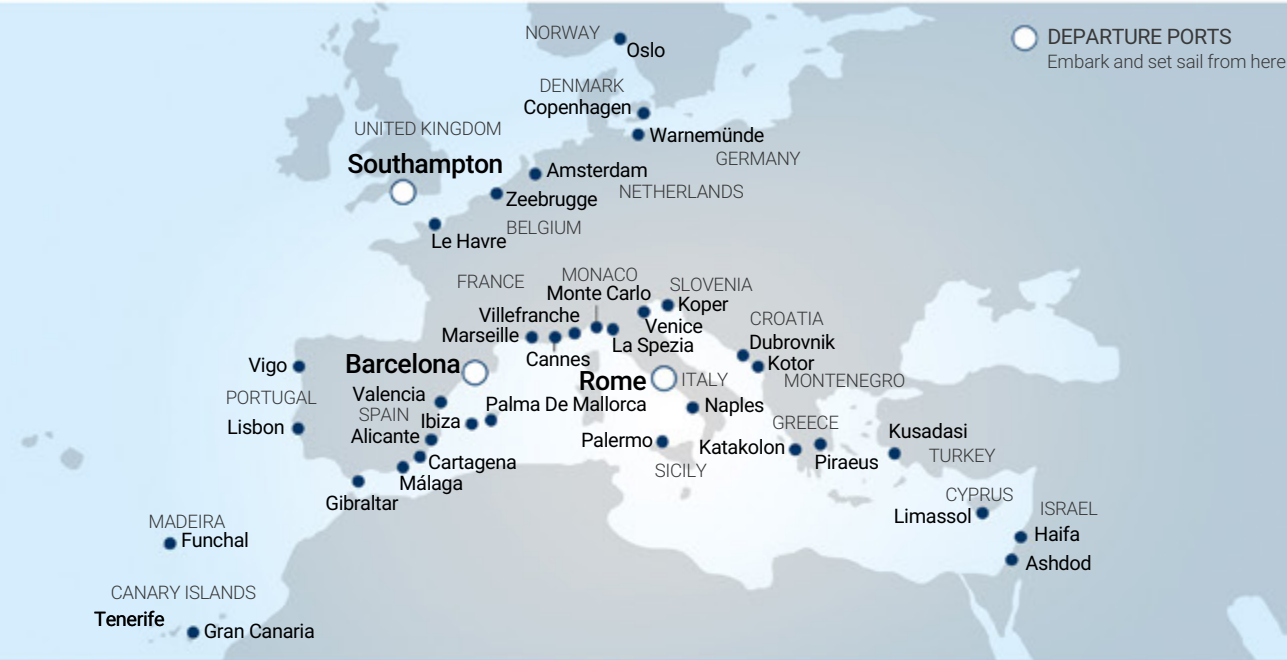 NORWAY
Oslo
DEPARTURE PORTS
Embark and set sail from here
DENMARK
Copenhagen
UNITED KINGDOM
Warnemünde
GERMANY
Southampton
Amsterdam
NETHERLANDS
Zeebrugge
BELGIUM
Le Havre
FRANCE
MONACO
Monte Carlo
SLOVENIA
Koper
Villefranche
Marseille
Cannes
Venice
La Spezia
CROATIA
Dubrovnik
Kotor
MONTENEGRO
Vigo
Barcelona
Rome
ITALY
PORTUGAL
Valencia
SPAIN
Ibiza
Palma De Mallorca
Naples
Lisbon
Alicante
Palermo
SICILY
Katakolon
GREECE
Piraeus
Kusadasi
TURKEY
Cartagena
Málaga
Gibraltar
CYPRUS
Limassol
ISRAEL
Haifa
Ashdod
MADEIRA
Funchal
CANARY ISLANDS
Tenerife
Gran Canaria